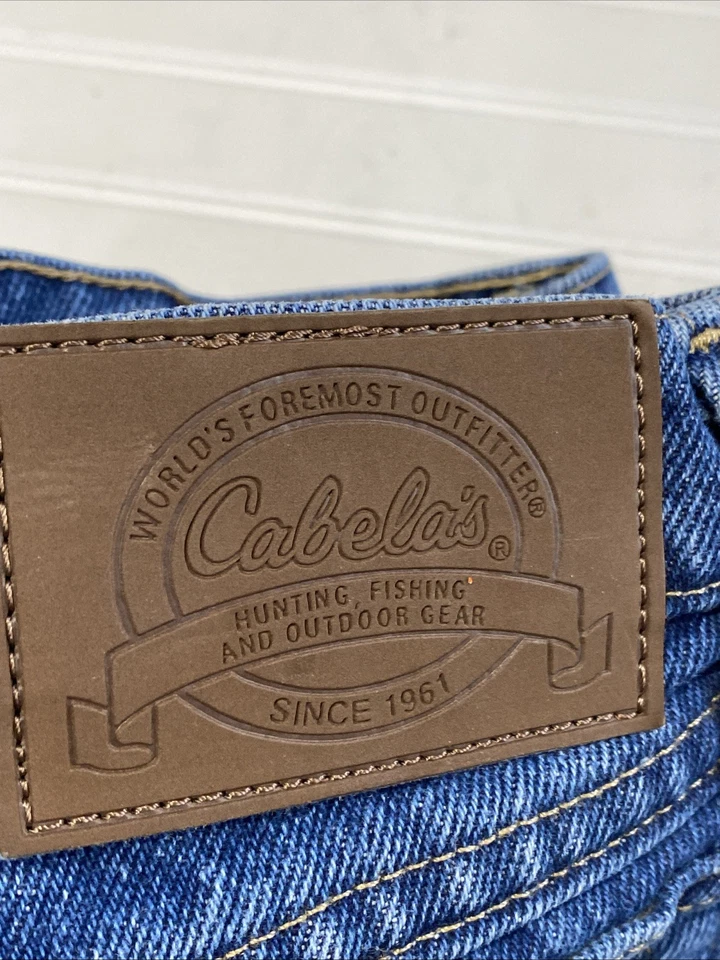 WORLD'S FOREMOST OUTFITTER®
Cabela's®
HUNTING, FISHING
AND OUTDOOR GEAR
SINCE 1961